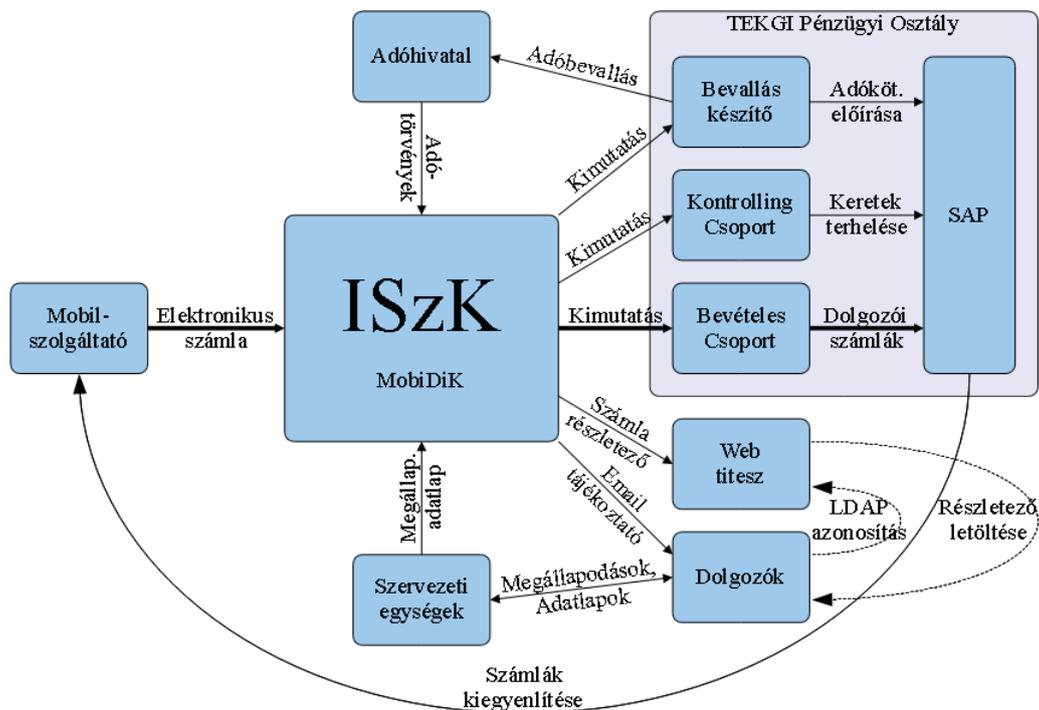 TEKGI Pénzügyi Osztály
Adóhivatal
Adóbevallás
Bevallás
készítő
Adóköt.
előírása
Adó-
törvények
Kimutatás
Kimutatás
Kontrolling
Csoport
Keretek
terhelése
SAP
Mobil-
szolgáltató
Elektronikus
számla
ISzK
MobiDiK
Kimutatás
Bevételes
Csoport
Dolgozói
számlák
Számla
részletező
Web
titesz
Email
tájékoztató
LDAP
azonosítás
Részletező
letöltése
Megállap.
adatlap
Szervezeti
egységek
Megállapodások,
Adatlapok
Dolgozók
Számlák
kiegyenlítése